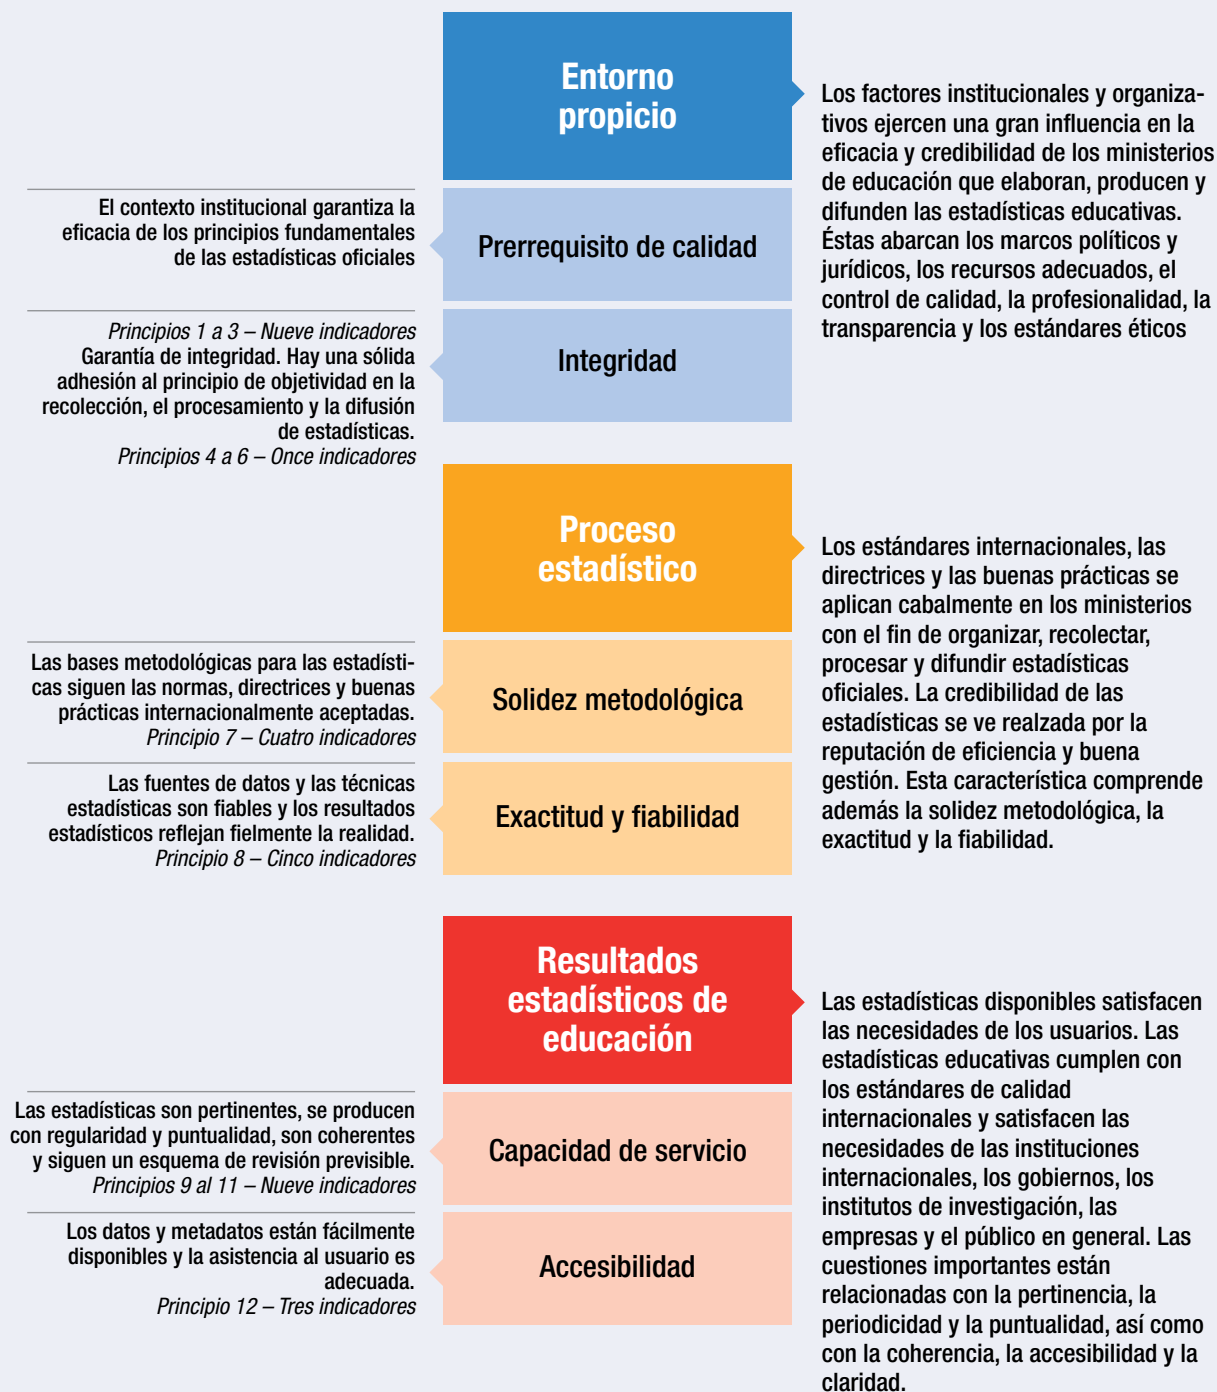 Entorno
propicio
Los factores institucionales y organiza-
tivos ejercen una gran influencia en la
eficacia y credibilidad de los ministerios
de educación que elaboran, producen y
difunden las estadísticas educativas.
Éstas abarcan los marcos políticos y
jurídicos, los recursos adecuados, el
control de calidad, la profesionalidad, la
transparencia y los estándares éticos
El contexto institucional garantiza la
eficacia de los principios fundamentales
de las estadísticas oficiales
Prerrequisito de calidad
Principios 1 a 3 – Nueve indicadores
Garantía de integridad. Hay una sólida
adhesión al principio de objetividad en la
recolección, el procesamiento y la difusión
de estadísticas.
Principios 4 a 6 – Once indicadores
Integridad
Proceso
estadístico
Los estándares internacionales, las
directrices y las buenas prácticas se
aplican cabalmente en los ministerios
con el fin de organizar, recolectar,
procesar y difundir estadísticas
oficiales. La credibilidad de las
estadísticas se ve realzada por la
reputación de eficiencia y buena
gestión. Esta característica comprende
además la solidez metodológica, la
exactitud y la fiabilidad.
Las bases metodológicas para las estadísti-
cas siguen las normas, directrices y buenas
prácticas internacionalmente aceptadas.
Principio 7 – Cuatro indicadores
Solidez metodológica
Las fuentes de datos y las técnicas
estadísticas son fiables y los resultados
estadísticos reflejan fielmente la realidad.
Principio 8 – Cinco indicadores
Exactitud y fiabilidad
Resultados
estadísticos de
educación
Las estadísticas disponibles satisfacen
las necesidades de los usuarios. Las
estadísticas educativas cumplen con
los estándares de calidad
internacionales y satisfacen las
necesidades de las instituciones
internacionales, los gobiernos, los
institutos de investigación, las
empresas y el público en general. Las
cuestiones importantes están
relacionadas con la pertinencia, la
periodicidad y la puntualidad, así como
con la coherencia, la accesibilidad y la
claridad.
Las estadísticas son pertinentes, se producen
con regularidad y puntualidad, son coherentes
y siguen un esquema de revisión previsible.
Principios 9 al 11 – Nueve indicadores
Capacidad de servicio
Los datos y metadatos están fácilmente
disponibles y la asistencia al usuario es
adecuada.
Principio 12 – Tres indicadores
Accesibilidad